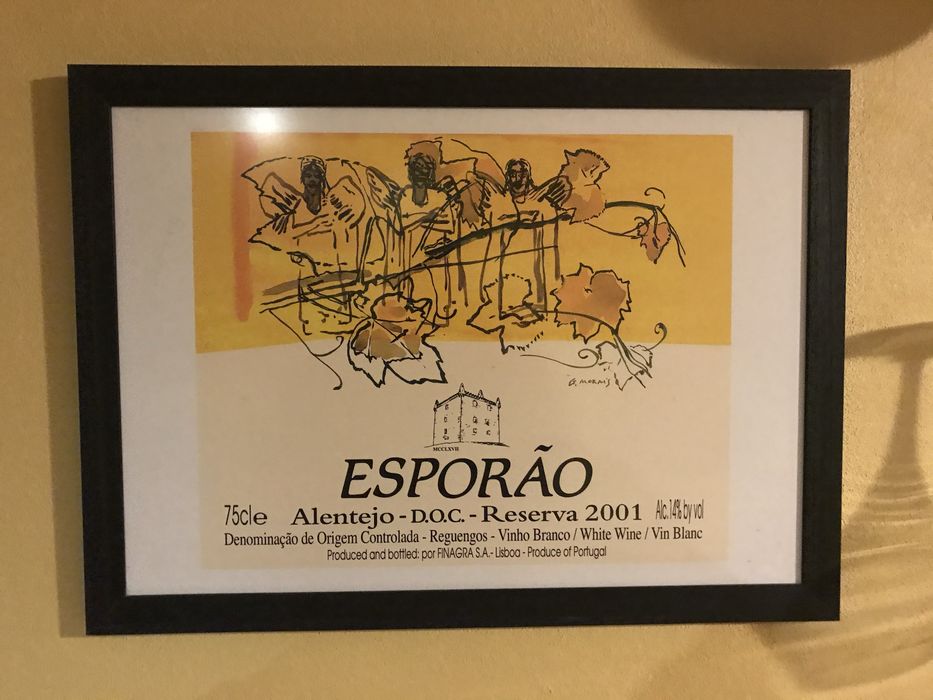 G. MORAIS
MCCLXVII
ESPORÃO
75cl e Alentejo - D.O.C. - Reserva 2001 Alc.14% by vol
Denominação de Origem Controlada - Reguengos - Vinho Branco / White Wine / Vin Blanc
Produced and bottled: por FINAGRA S.A.- Lisboa - Produce of Portugal